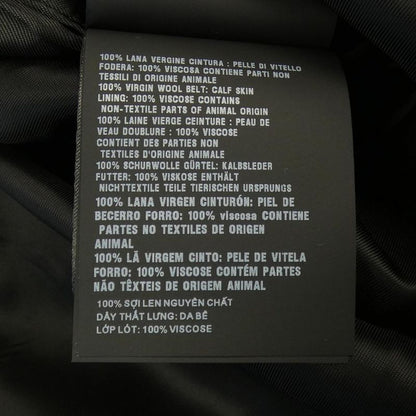 100% LANA VERGINE CINTURA : PELLE DI VITELLO
FODERA: 100% VISCOSA CONTIENE PARTI NON
TESSILI DI ORIGINE ANIMALE
100% VIRGIN WOOL BELT: CALF SKIN
LINING: 100% VISCOSE CONTAINS
NON-TEXTILE PARTS OF ANIMAL ORIGIN
100% LAINE VIERGE CEINTURE : PEAU DE
VEAU DOUBLURE : 100% VISCOSE
CONTIENT DES PARTIES NON
TEXTILES D'ORIGINE ANIMALE
100% SCHURWOLLE GÜRTEL: KALBSLEDER
FUTTER: 100% VISKOSE ENTHÄLT
NICHTTEXTILE TEILE TIERISCHEN URSPRUNGS
100% LANA VIRGEN CINTURÓN: PIEL DE
BECERRO FORRO: 100% viscosa CONTIENE
PARTES NO TEXTILES DE ORIGEN
ANIMAL
100% LÃ VIRGEM CINTO: PELE DE VITELA
FORRO: 100% VISCOSE CONTÉM PARTES
NÃO TÊXTEIS DE ORIGEM ANIMAL
100% SỢI LEN NGUYÊN CHẤT
DÂY THẮT LƯNG: DA BÊ
LỚP LÓT: 100% VISCOSE